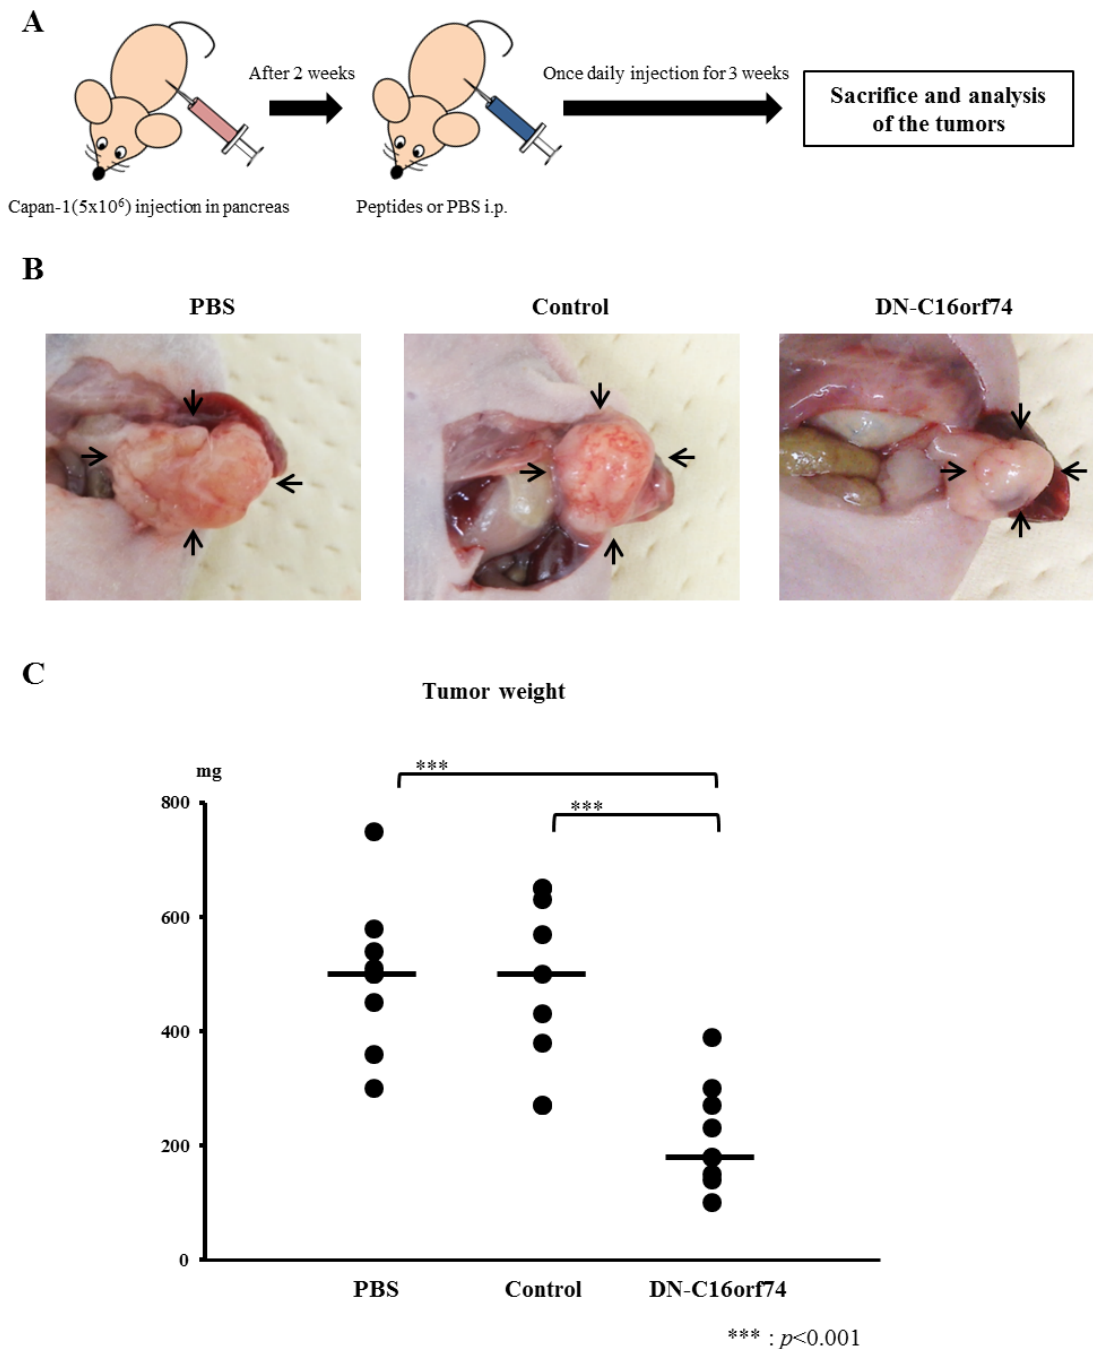 A
After 2 weeks
Once daily injection for 3 weeks
Sacrifice and analysis
of the tumors
Capan-1(5x10⁶) injection in pancreas
Peptides or PBS i.p.
B
PBS
Control
DN-C16orf74
C
Tumor weight
mg
***
***
800
600
400
200
0
PBS
Control
DN-C16orf74
*** : p<0.001